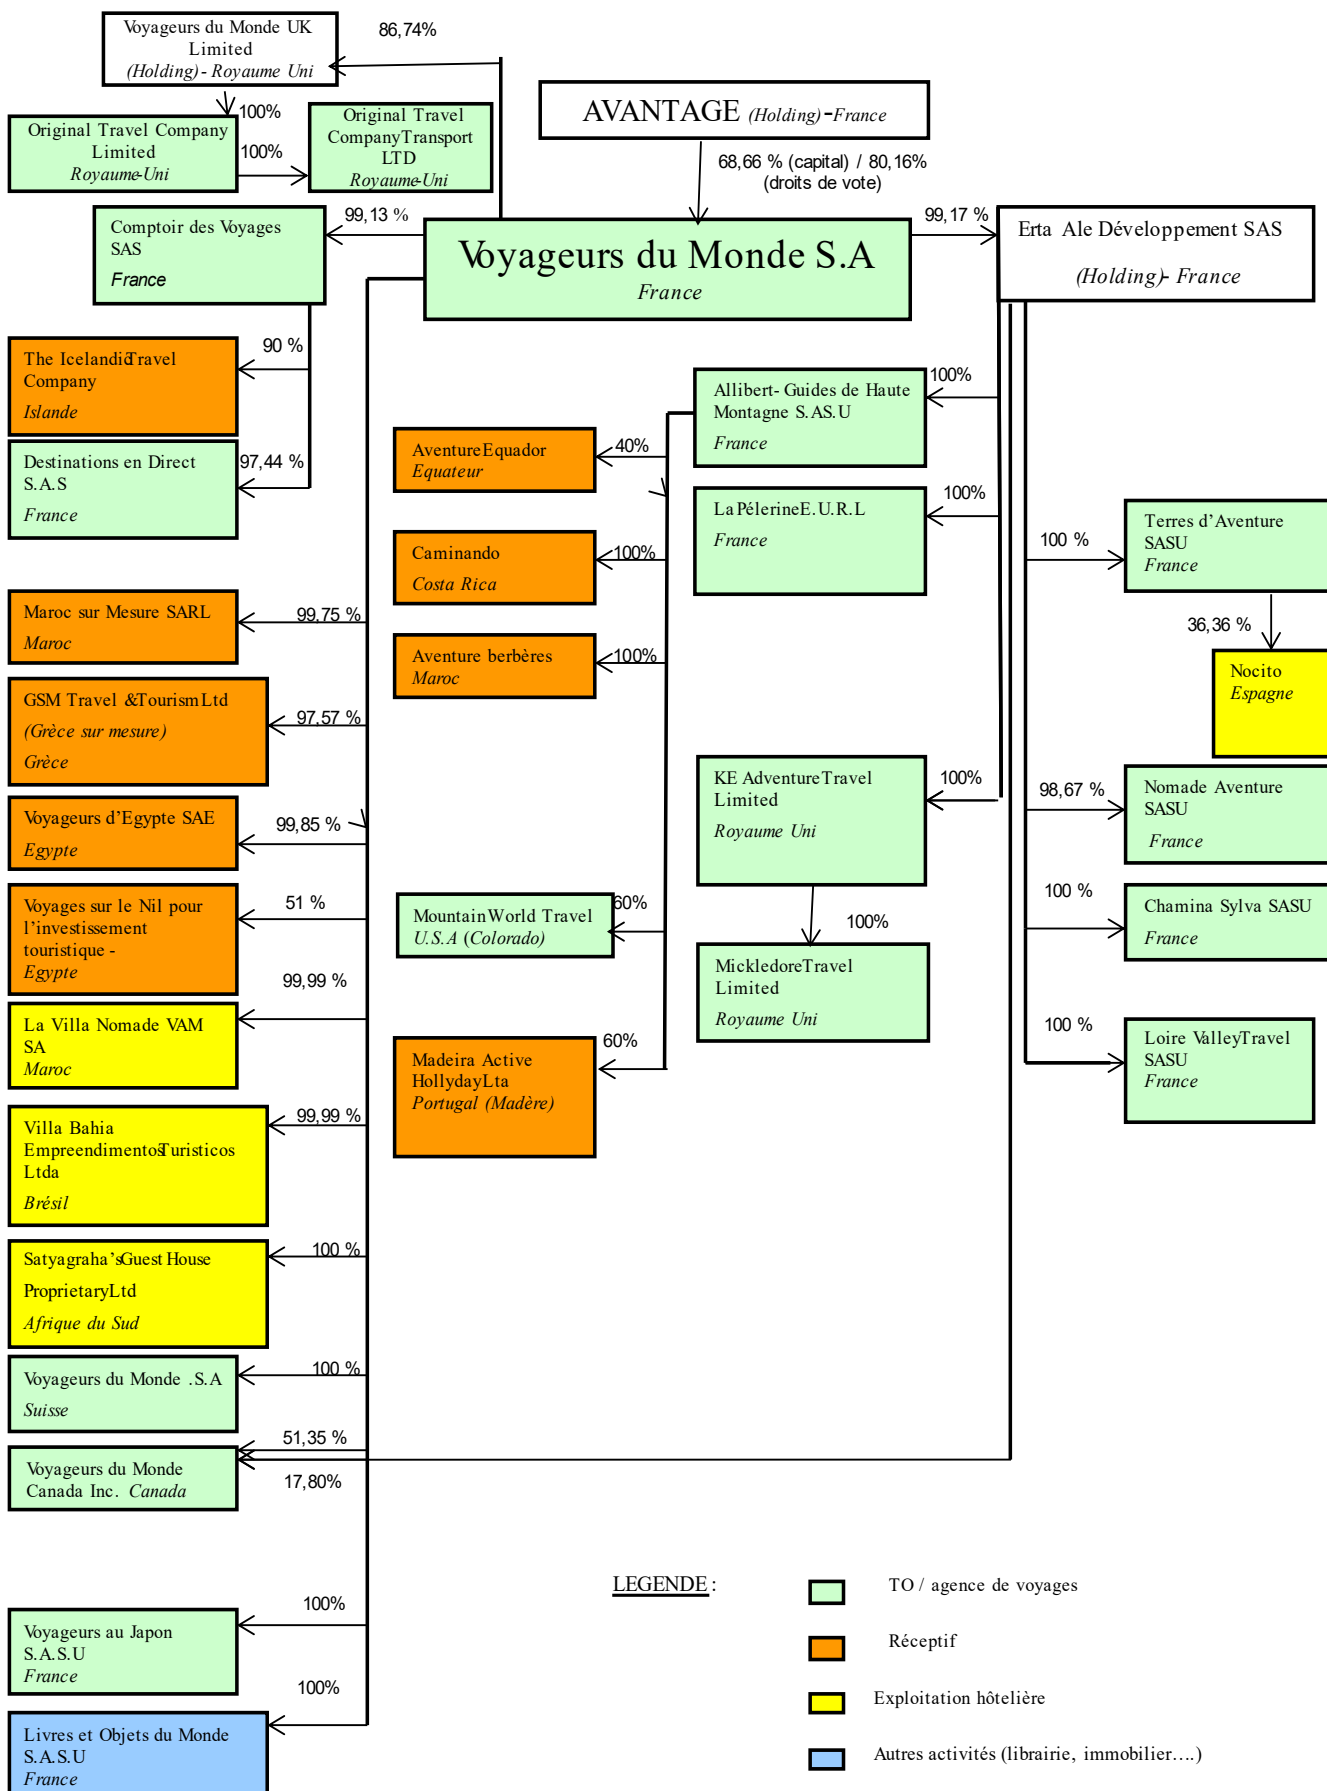 Voyageurs du Monde UK
Limited
(Holding) - Royaume Uni
86,74%
AVANTAGE (Holing) - France
68,66 % (capital) / 80,16%
(droits de vote)
100%
Original Travel Company
Limited
Royaume-Uni
100%
Original Travel
CompanyTransport
LTD
Royaume-Uni
99,13 %
Comptoir des Voyages
SAS
France
Voyageurs du Monde S.A
France
99,17 %
Erta Ale Développement SAS
(Holding)- France
90 %
The Icelandic Travel
Company
Islande
97,44 %
Destinations en Direct
S.A.S
France
99,75 %
Maroc sur Mesure SARL
Maroc
97,57 %
GSM Travel &Tourism Ltd
(Grèce sur mesure)
Grèce
99,85 %
Voyageurs d'Egypte SAE
Egypte
51 %
Voyages sur le Nil pour
l'investissement
touristique -
Egypte
99,99 %
La Villa Nomade VAM
SA
Maroc
99,99 %
Villa Bahia
Empreendimentos Turisticos
Ltda
Brésil
100 %
Satyagraha's Guest House
Proprietary Ltd
Afrique du Sud
100 %
Voyageurs du Monde .S.A
Suisse
51,35 %
Voyageurs du Monde
Canada Inc. Canada
17,80%
100%
Voyageurs au Japon
S.A.S.U
France
100%
Livres et Objets du Monde
S.A.S.U
France
100%
Allibert- Guides de Haute
Montagne S.AS.U
France
40%
Aventure Equador
Equateur
100%
La Pélerine E.U.R.L
France
100%
Caminando
Costa Rica
100%
Aventure berbères
Maroc
100%
KE Adventure Travel
Limited
Royaume Uni
60%
Mountain World Travel
U.S.A (Colorado)
100%
Mickledore Travel
Limited
Royaume Uni
60%
Madeira Active
Hollyday Lta
Portugal (Madère)
100 %
Terres d'Aventure
SASU
France
36,36 %
Nocito
Espagne
98,67 %
Nomade Aventure
SASU
France
100 %
Chamina Sylva SASU
France
100 %
Loire Valley Travel
SASU
France
LEGENDE :
TO / agence de voyages
Réceptif
Exploitation hôtelière
Autres activités (librairie, immobilier….)